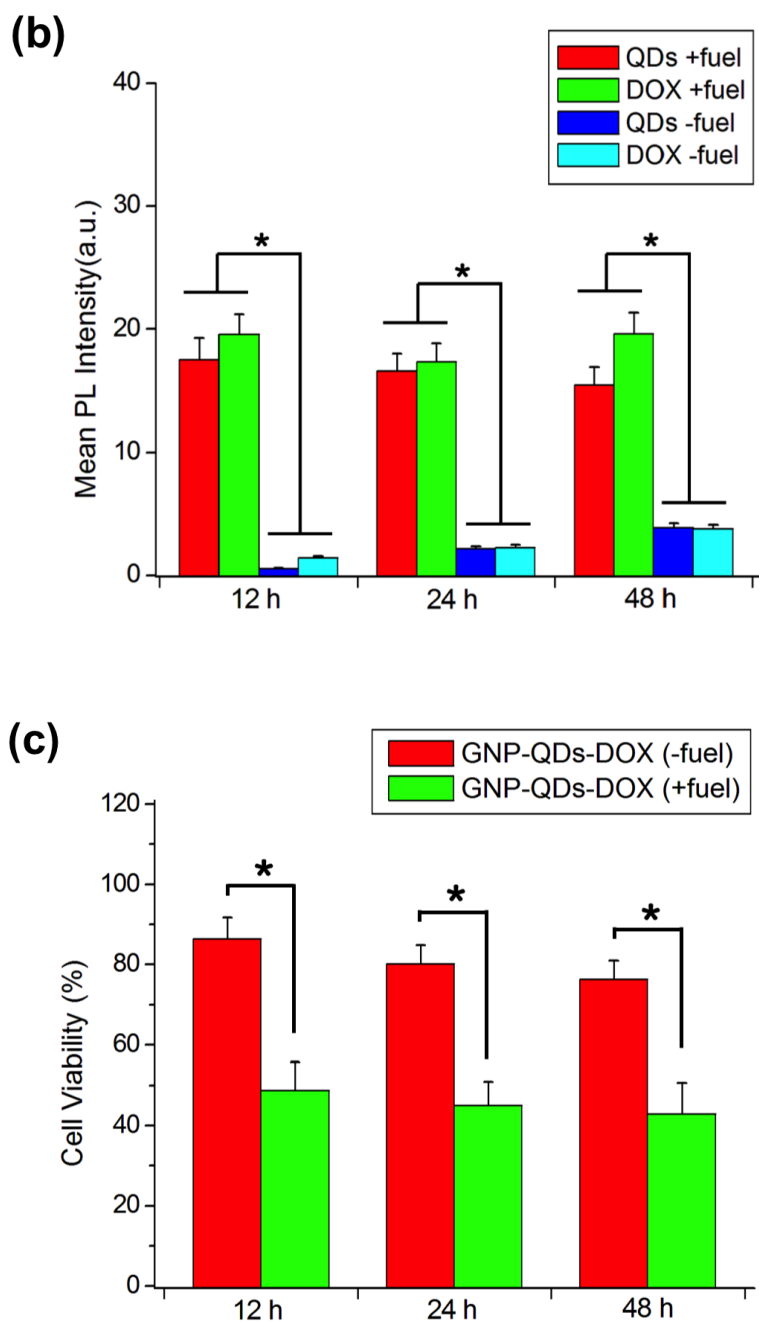 (b)
QDs +fuel
DOX +fuel
QDs -fuel
DOX -fuel
40
30
20
10
0
Mean PL Intensity(a.u.)
*
*
*
12 h
24 h
48 h
(c)
GNP-QDs-DOX (-fuel)
GNP-QDs-DOX (+fuel)
120
100
80
60
40
20
0
Cell Viability (%)
*
*
*
12 h
24 h
48 h